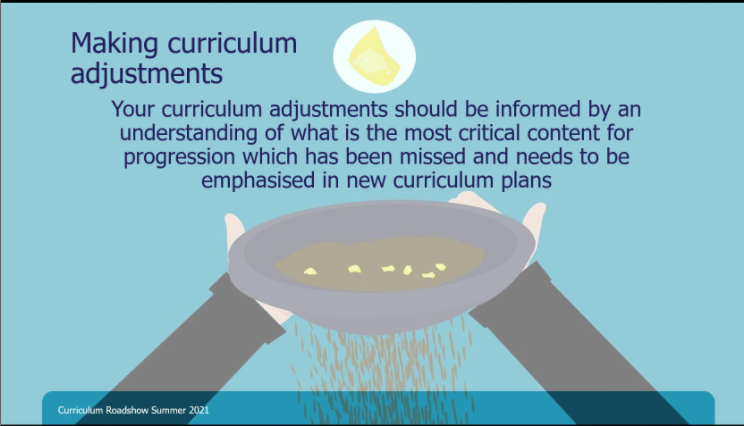 Making curriculum
adjustments
Your curriculum adjustments should be informed by an
understanding of what is the most critical content for
progression which has been missed and needs to be
emphasised in new curriculum plans
Curriculum Roadshow Summer 2021